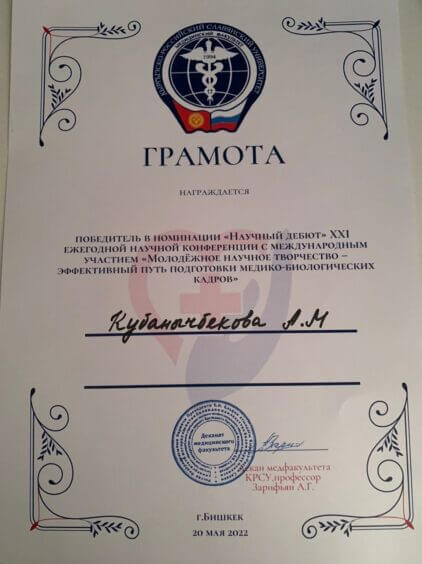 КЫРГЫЗСКО-РОССИЙСКИЙ СЛАВЯНСКИЙ УНИВЕРСИТЕТ
МЕДИЦИНСКИЙ ФАКУЛЬТЕТ
1994
ГРАМОТА
НАГРАЖДАЕТСЯ
ПОБЕДИТЕЛЬ В НОМИНАЦИИ «НАУЧНЫЙ ДЕБЮТ» XXI
ЕЖЕГОДНОЙ НАУЧНОЙ КОНФЕРЕНЦИИ С МЕЖДУНАРОДНЫМ
УЧАСТИЕМ «МОЛОДЁЖНОЕ НАУЧНОЕ ТВОРЧЕСТВО –
ЭФФЕКТИВНЫЙ ПУТЬ ПОДГОТОВКИ МЕДИКО-БИОЛОГИЧЕСКИХ
КАДРОВ»
Кубанычбекова А.М
Деканат
медицинского
факультета
Декан медфакультета
КРСУ,профессор
Зарифьян А.Г.
г.Бишкек
20 МАЯ 2022